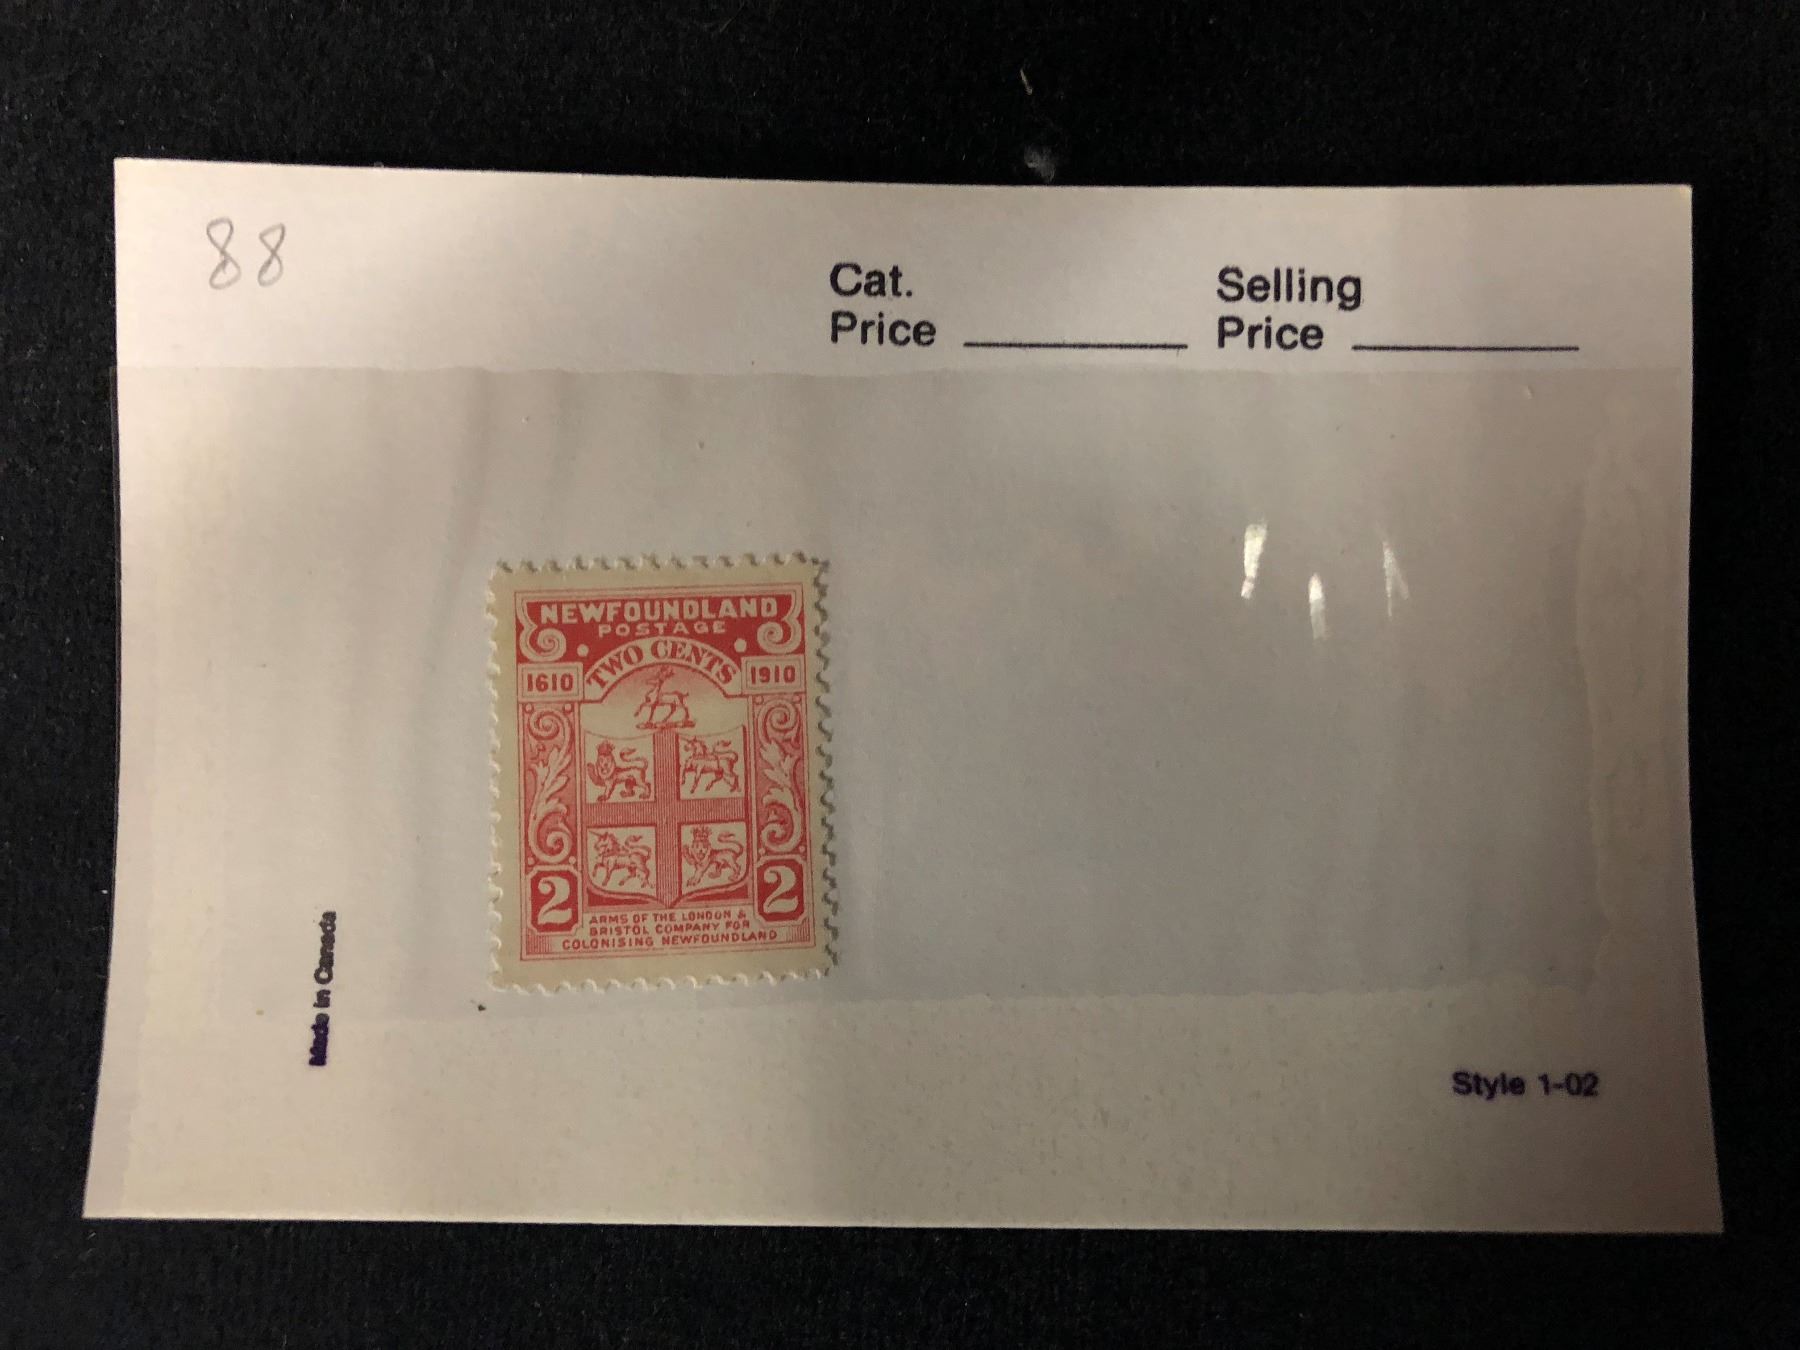 88
Cat.
Price
Selling
Price
NEWFOUNDLAND
POSTAGE
TWO CENTS
1610
1910
2
2
ARMS OF THE LONDON &
BRISTOL COMPANY FOR
COLONISING NEWFOUNDLAND
Made in Canada
Style 1-02